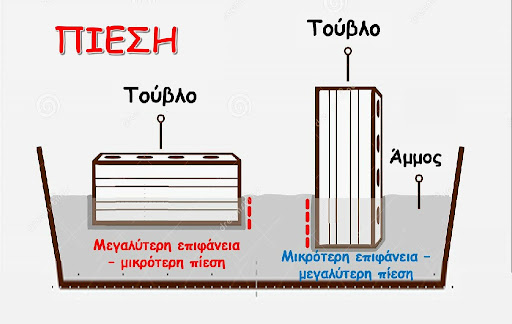 ΠΙΕΣΗ
Τούβλο
Τούβλο
Άμμος
Μεγαλύτερη επιφάνεια
- μικρότερη πίεση
Μικρότερη επιφάνεια -
μεγαλύτερη πίεση